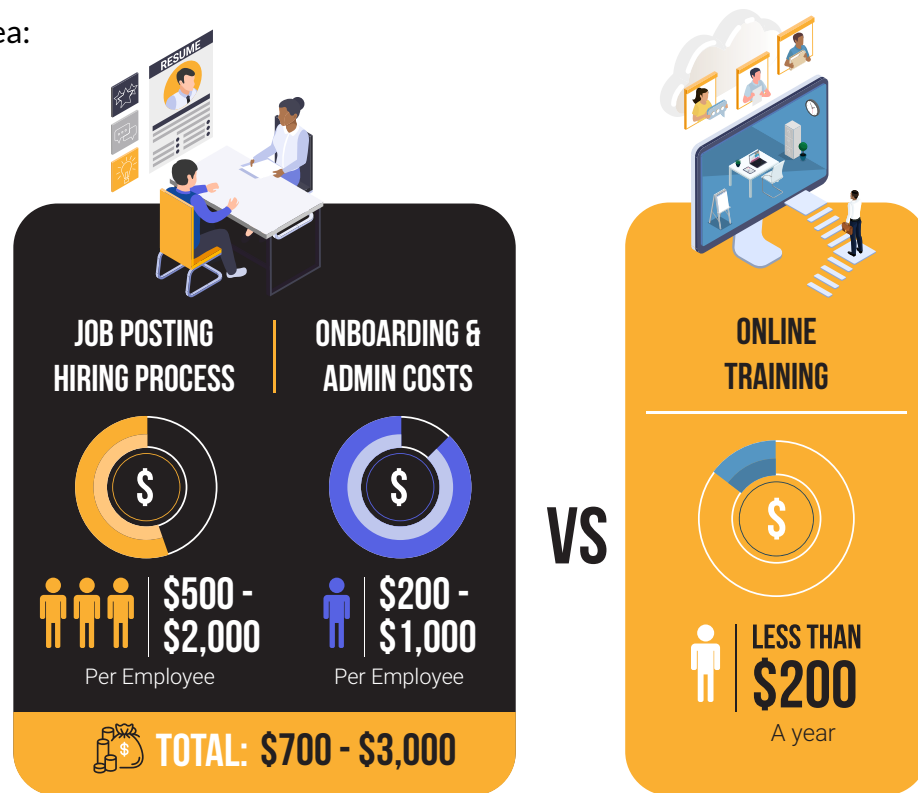 ea:
RESUME
JOB POSTING
HIRING PROCESS
$
$500 -
$2,000
Per Employee
ONBOARDING &
ADMIN COSTS
$
$200 -
$1,000
Per Employee
$
TOTAL: $700 - $3,000
VS
ONLINE
TRAINING
$
LESS THAN
$200
A year